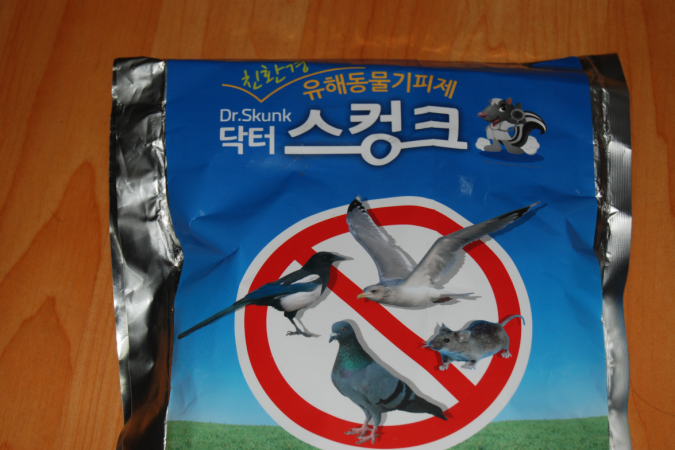 친환경
유해동물기피제
Dr.Skunk
닥터 스컹크